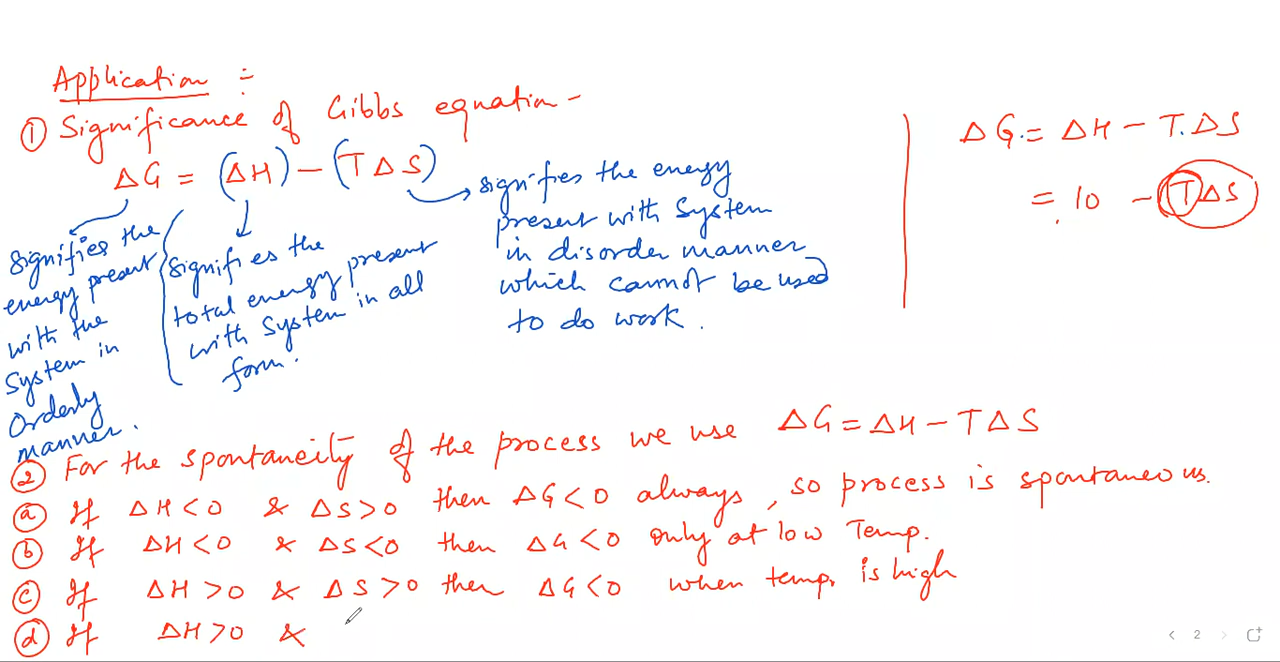 Application :-
① Significance of Gibbs equation -
ΔG = (ΔH) - (TΔS)
signifies the energy
present with system
in disorder manner
which cannot be used
to do work.
signifies the
energy present
with the
system in
orderly
manner.
signifies the
total energy present
with system in all
form.
ΔG = ΔH - T.ΔS
= 10 - TΔS
② For the spontaneity of the process we use ΔG = ΔH - TΔS
ⓐ If ΔH<0 & ΔS>0 then ΔG<0 always, so process is spontaneous.
ⓑ If ΔH<0 & ΔS<0 then ΔG<0 only at low Temp.
ⓒ If ΔH>0 & ΔS>0 then ΔG<0 when temp. is high
ⓓ If ΔH>0 &
2